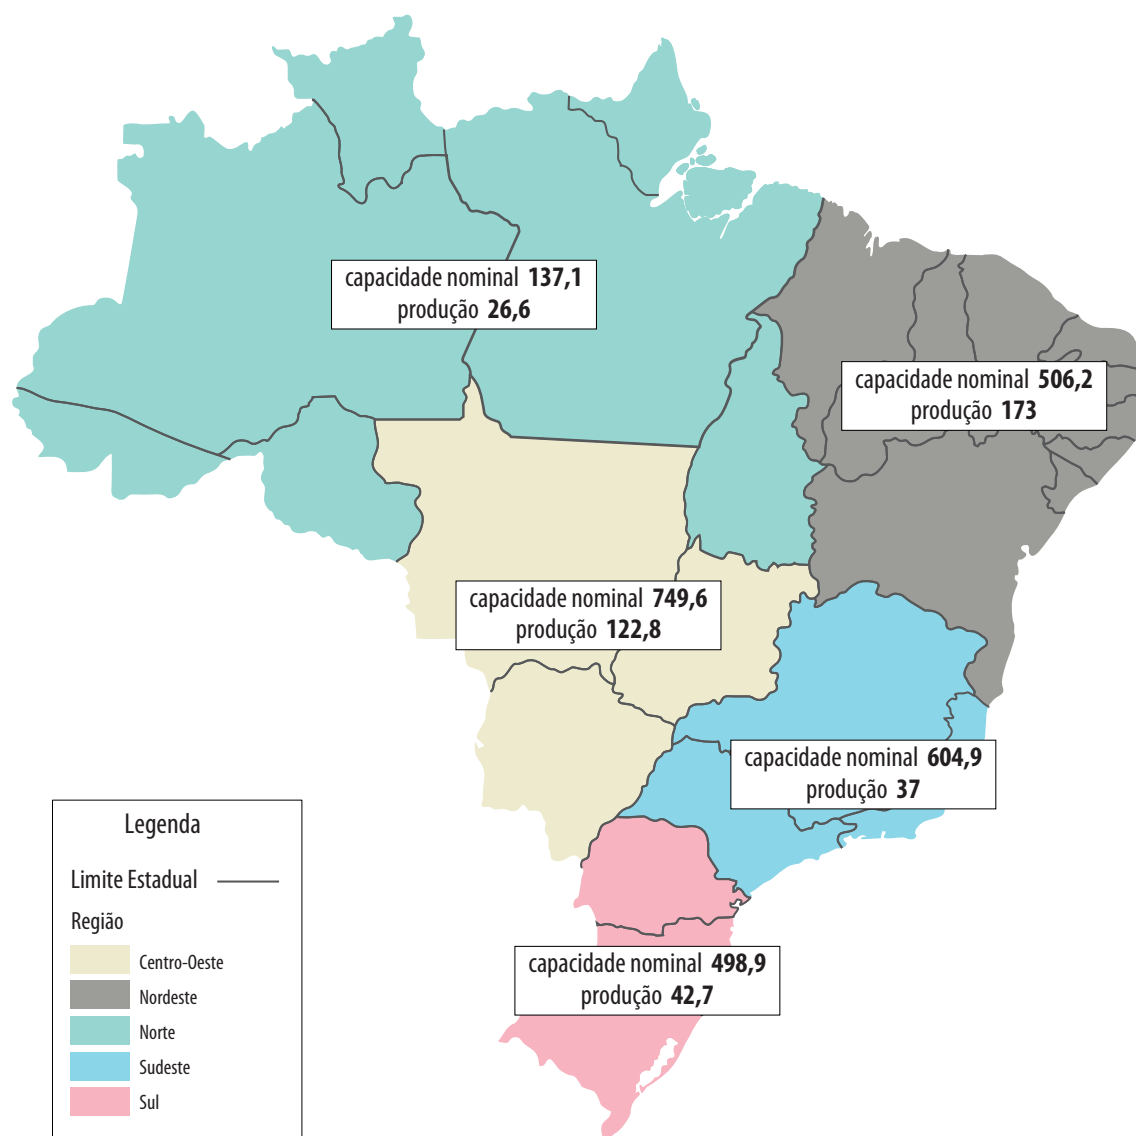 capacidade nominal 137,1
produção 26,6
capacidade nominal 506,2
produção 173
capacidade nominal 749,6
produção 122,8
capacidade nominal 604,9
produção 37
capacidade nominal 498,9
produção 42,7
Legenda
Limite Estadual
Região
Centro-Oeste
Nordeste
Norte
Sudeste
Sul